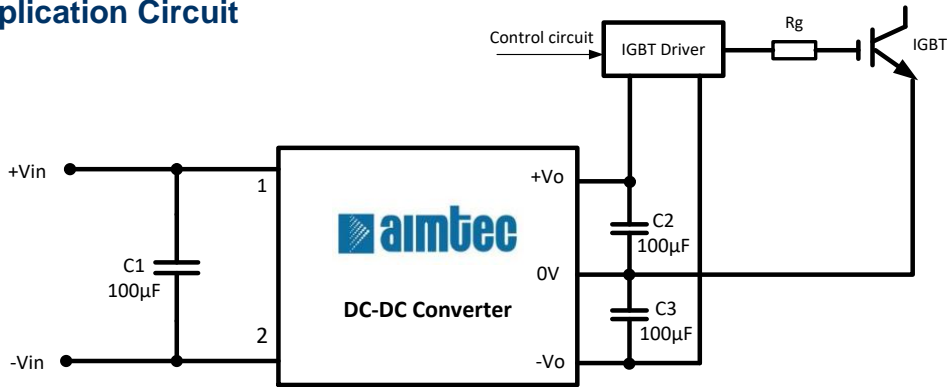 plication Circuit
Control circuit
IGBT Driver
Rg
IGBT
+Vin
1
+Vo
aimtec
C2
100µF
C1
100µF
0V
DC-DC Converter
C3
100µF
2
-Vo
-Vin